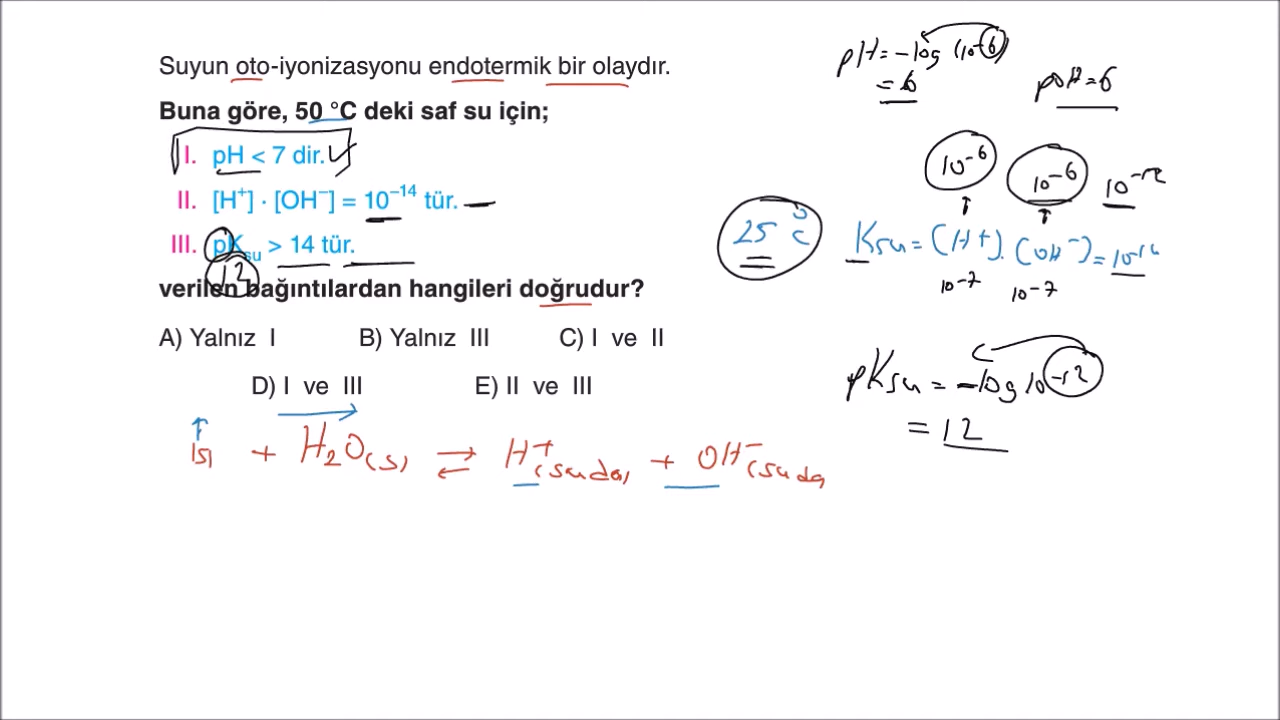 Suyun oto-iyonizasyonu endotermik bir olaydır.
Buna göre, 50 °C deki saf su için;
I. pH < 7 dir.
II. [H⁺] · [OH⁻] = 10⁻¹⁴ tür.
III. pKsu > 14 tür.
12
verilen bağıntılardan hangileri doğrudur?
A) Yalnız I B) Yalnız III C) I ve II
D) I ve III E) II ve III
ısı + H₂O(s) ⇌ H⁺(suda) + OH⁻(suda
pH = -log (10⁻⁶)
= 6
pOH = 6
10⁻⁶ 10⁻⁶ 10⁻¹²
25 °C Ksu = (H+) . (OH⁻) = 10⁻¹⁴
10⁻⁷ 10⁻⁷
pKsu = -log 10⁻¹²
= 12